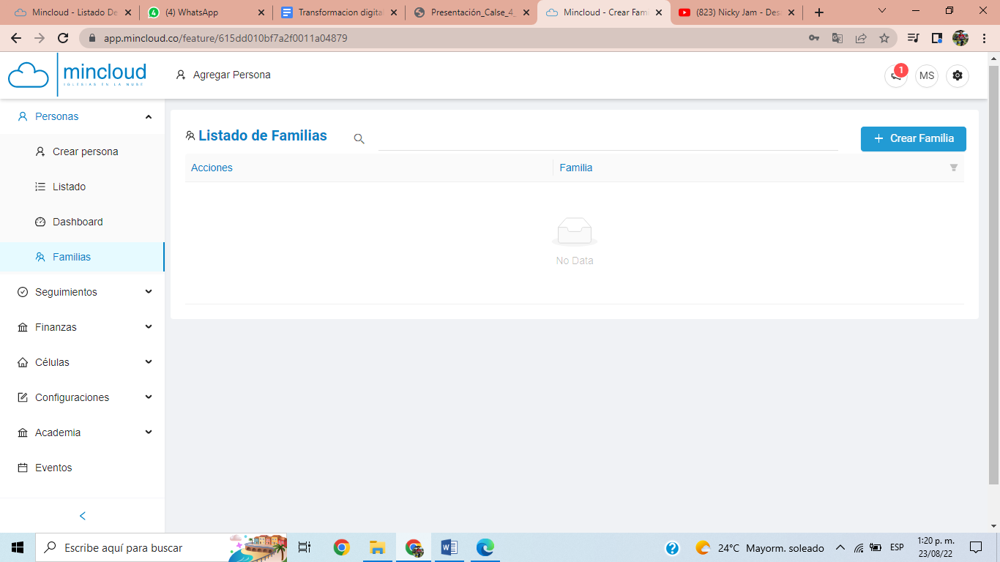 Mincloud - Listado De
(4) WhatsApp
Transformacion digital
Presentación_Calse_4_
Mincloud - Crear Fami
(823) Nicky Jam - Des
app.mincloud.co/feature/615dd010bf7a2f0011a04879
mincloud
IGLESIAS EN LA NUBE
Agregar Persona
1
MS
Personas
Crear persona
Listado
Dashboard
Familias
Seguimientos
Finanzas
Células
Configuraciones
Academia
Eventos
Listado de Familias
Crear Familia
Acciones
Familia
No Data
Escribe aquí para buscar
24°C Mayorm. soleado
ESP
1:20 p. m.
23/08/22